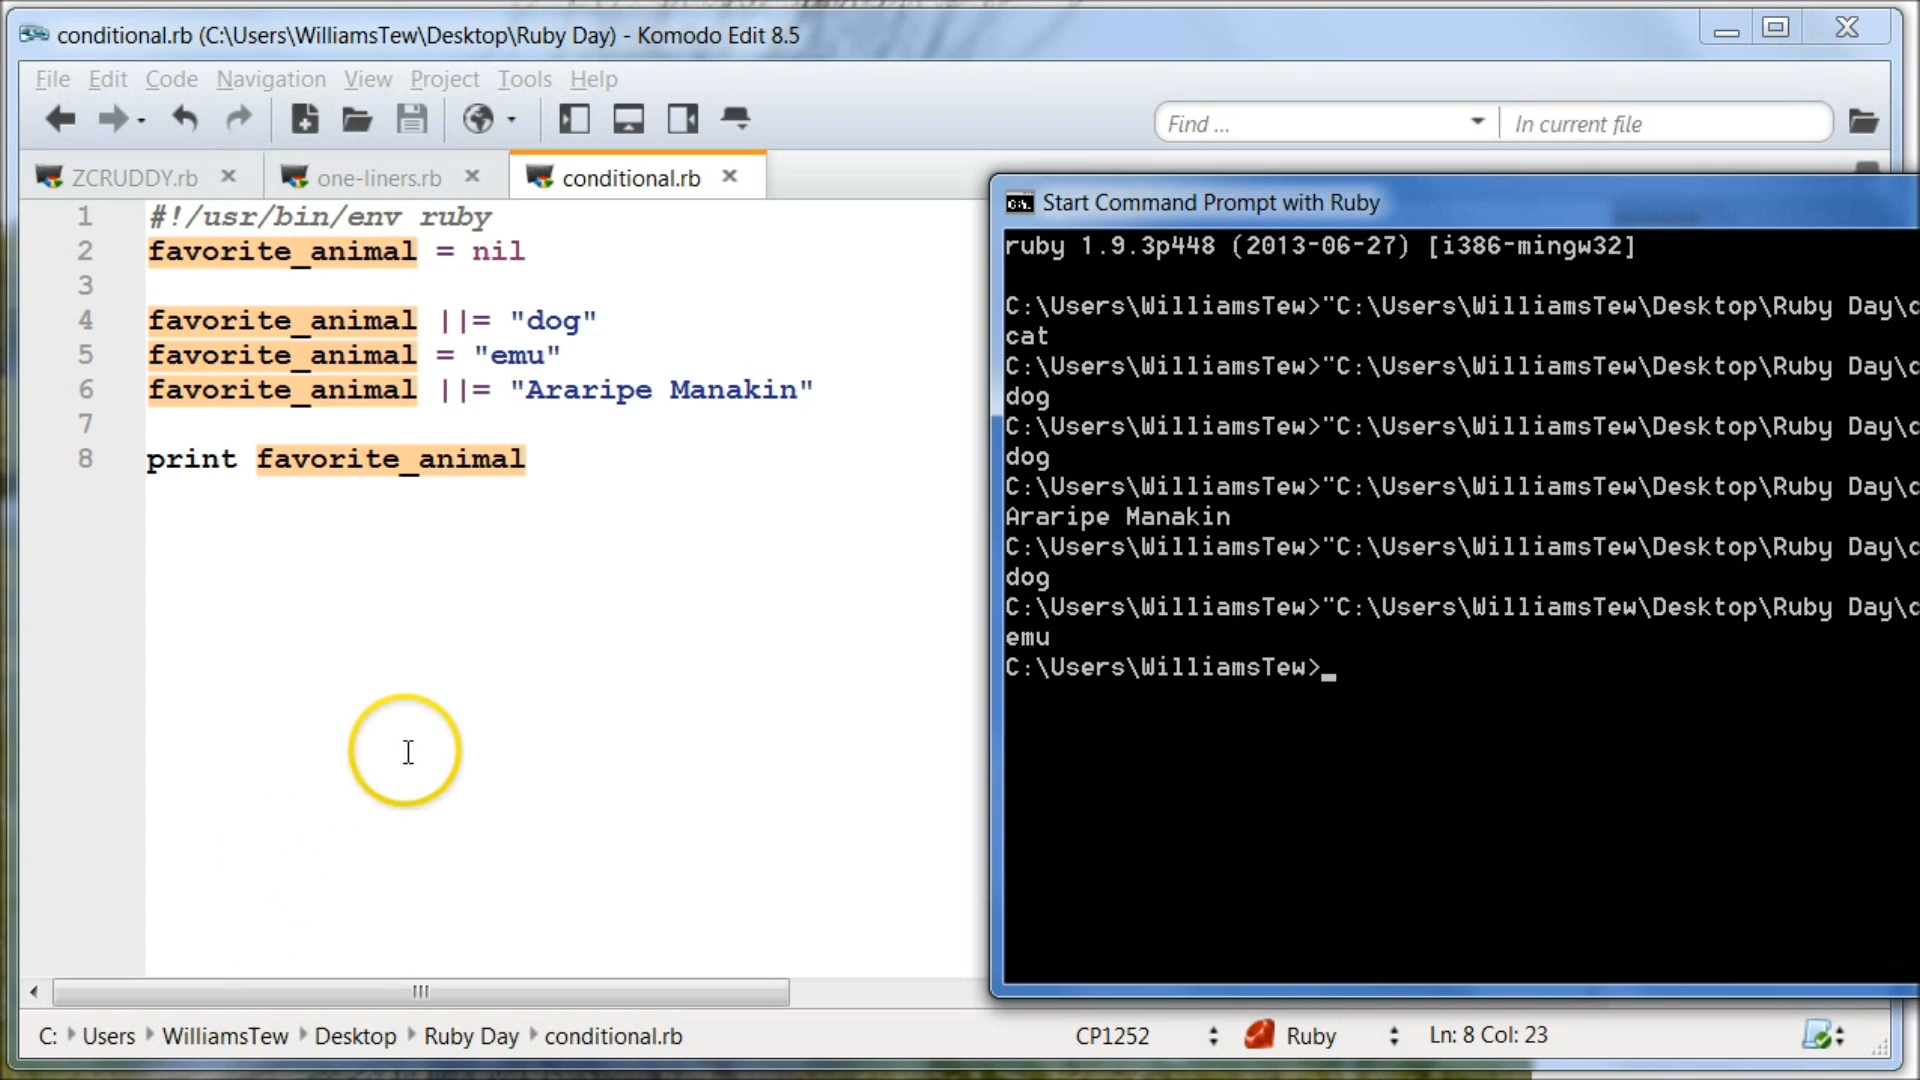 conditional.rb (C:\Users\WilliamsTew\Desktop\Ruby Day) - Komodo Edit 8.5
File Edit Code Navigation View Project Tools Help
Find ... In current file
ZCRUDDY.rb one-liners.rb conditional.rb
1 #!/usr/bin/env ruby
2 favorite_animal = nil
3
4 favorite_animal ||= "dog"
5 favorite_animal = "emu"
6 favorite_animal ||= "Araripe Manakin"
7
8 print favorite_animal
Start Command Prompt with Ruby
ruby 1.9.3p448 (2013-06-27) [i386-mingw32]
C:\Users\WilliamsTew>"C:\Users\WilliamsTew\Desktop\Ruby Day\c
cat
C:\Users\WilliamsTew>"C:\Users\WilliamsTew\Desktop\Ruby Day\c
dog
C:\Users\WilliamsTew>"C:\Users\WilliamsTew\Desktop\Ruby Day\c
dog
C:\Users\WilliamsTew>"C:\Users\WilliamsTew\Desktop\Ruby Day\c
Araripe Manakin
C:\Users\WilliamsTew>"C:\Users\WilliamsTew\Desktop\Ruby Day\c
dog
C:\Users\WilliamsTew>"C:\Users\WilliamsTew\Desktop\Ruby Day\c
emu
C:\Users\WilliamsTew>_
C: Users WilliamsTew Desktop Ruby Day conditional.rb CP1252 Ruby Ln: 8 Col: 23